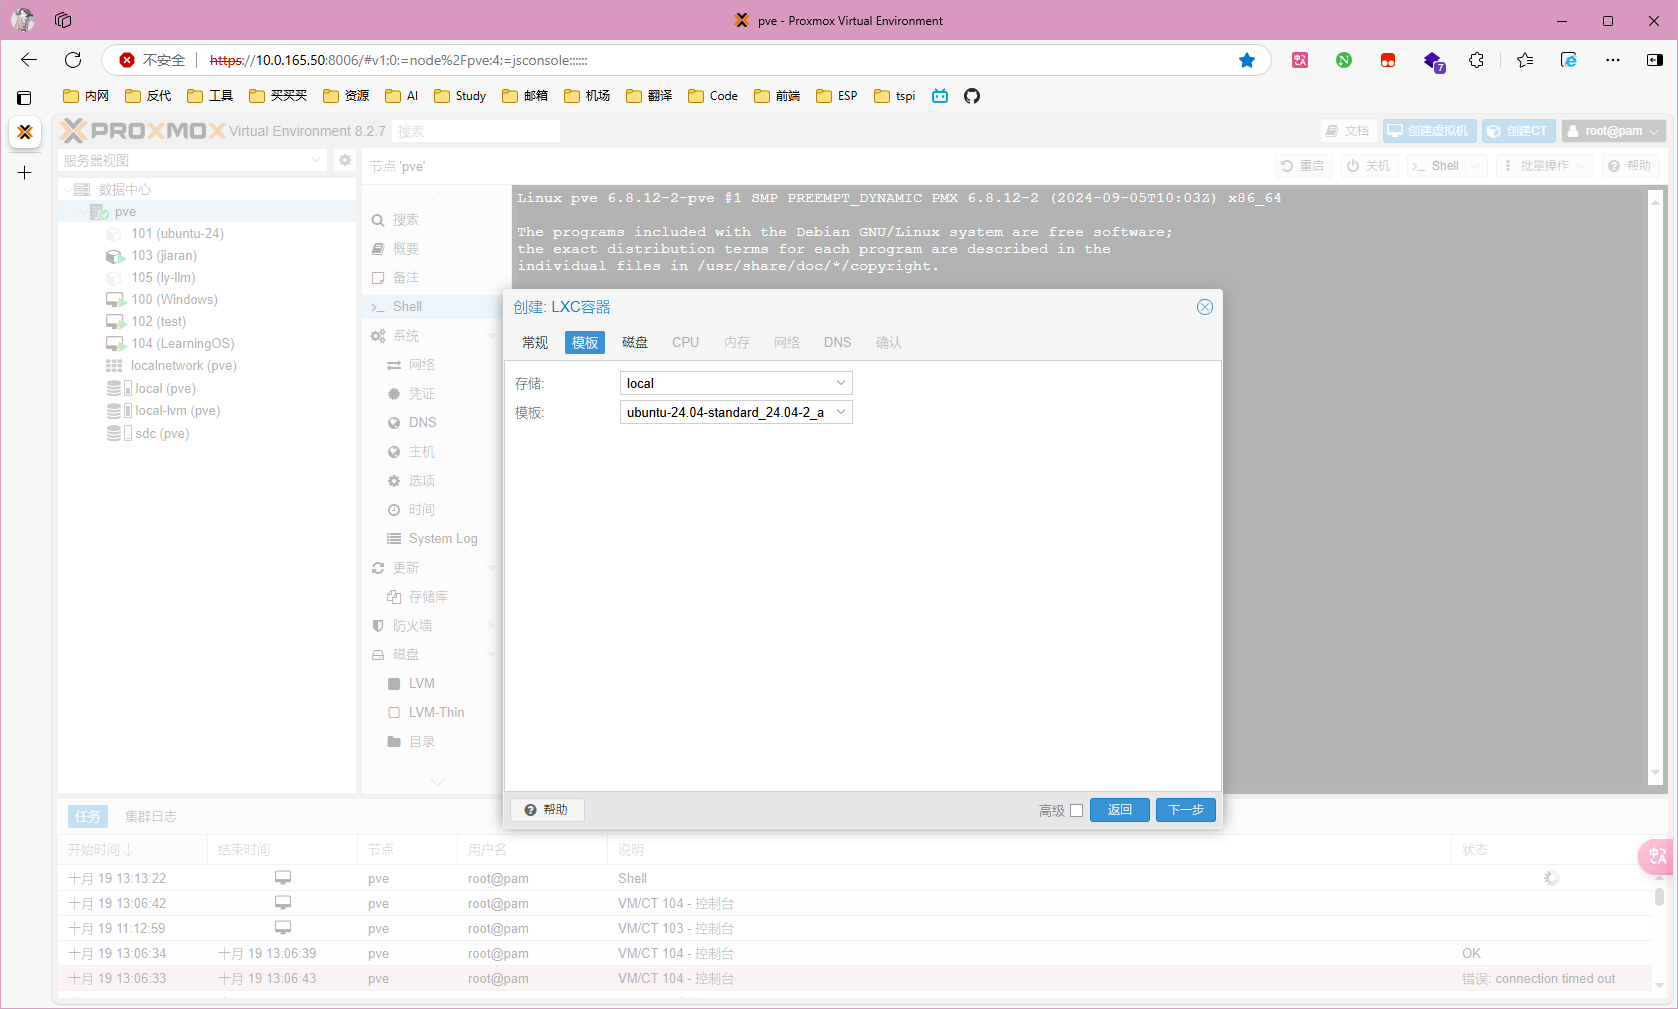 pve - Proxmox Virtual Environment
不安全
https://10.0.165.50:8006/#v1:0:=node%2Fpve:4:=jsconsole::::::
7
内网
反代
工具
买买买
资源
AI
Study
邮箱
机场
翻译
Code
前端
ESP
tspi
PROXMOX Virtual Environment 8.2.7
搜索
文档
创建虚拟机
创建CT
root@pam
服务器视图
数据中心
pve
101 (ubuntu-24)
103 (jiaran)
105 (ly-llm)
100 (Windows)
102 (test)
104 (LearningOS)
localnetwork (pve)
local (pve)
local-lvm (pve)
sdc (pve)
节点 'pve'
重启
关机
Shell
批量操作
帮助
搜索
概要
备注
Shell
系统
网络
凭证
DNS
主机
选项
时间
System Log
更新
存储库
防火墙
磁盘
LVM
LVM-Thin
目录
Linux pve 6.8.12-2-pve #1 SMP PREEMPT_DYNAMIC PMX 6.8.12-2 (2024-09-05T10:03Z) x86_64
The programs included with the Debian GNU/Linux system are free software;
the exact distribution terms for each program are described in the
individual files in /usr/share/doc/*/copyright.
创建: LXC容器
常规
模板
磁盘
CPU
内存
网络
DNS
确认
存储:
local
模板:
ubuntu-24.04-standard_24.04-2_a
帮助
高级
返回
下一步
任务
集群日志
开始时间↓
结束时间
节点
用户名
说明
状态
十月 19 13:13:22 pve root@pam Shell
十月 19 13:06:42 pve root@pam VM/CT 104 - 控制台
十月 19 11:12:59 pve root@pam VM/CT 103 - 控制台
十月 19 13:06:34 十月 19 13:06:39 pve root@pam VM/CT 104 - 控制台 OK
十月 19 13:06:33 十月 19 13:06:43 pve root@pam VM/CT 104 - 控制台 错误: connection timed out